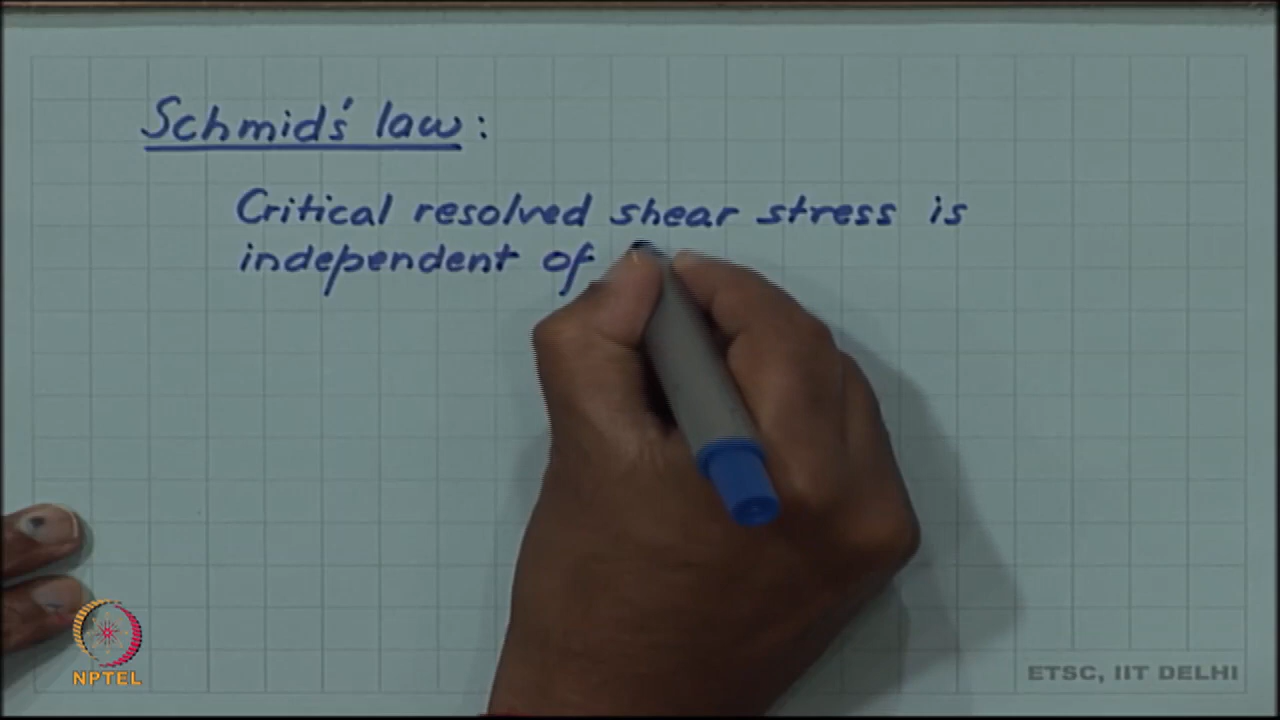 Schmid's law:
Critical resolved shear stress is
independent of
NPTEL
ETSC, IIT DELHI